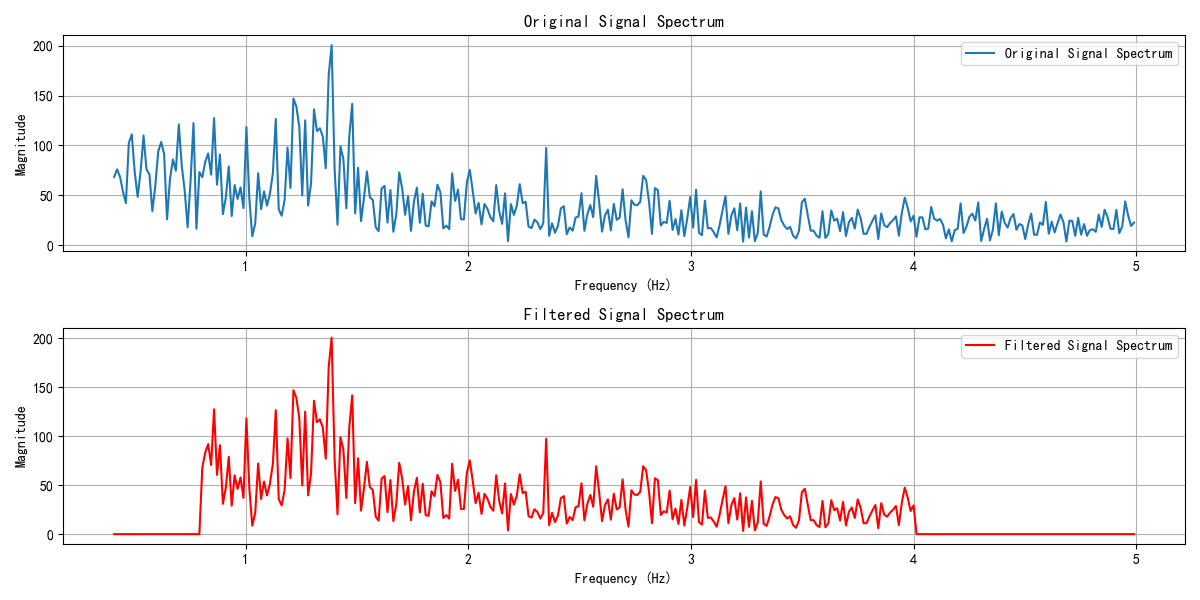 Original Signal Spectrum
200
150
100
50
0
Magnitude
Original Signal Spectrum
1 2 3 4 5
Frequency (Hz)
Filtered Signal Spectrum
200
150
100
50
0
Magnitude
Filtered Signal Spectrum
1 2 3 4 5
Frequency (Hz)